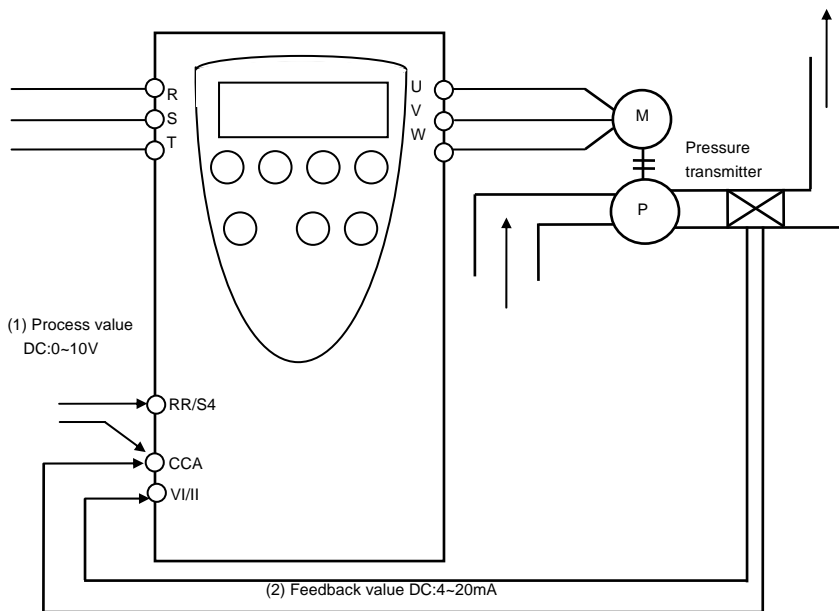 R
S
T
U
V
W
M
Pressure
transmitter
P
(1) Process value
DC:0~10V
RR/S4
CCA
VI/II
(2) Feedback value DC:4~20mA